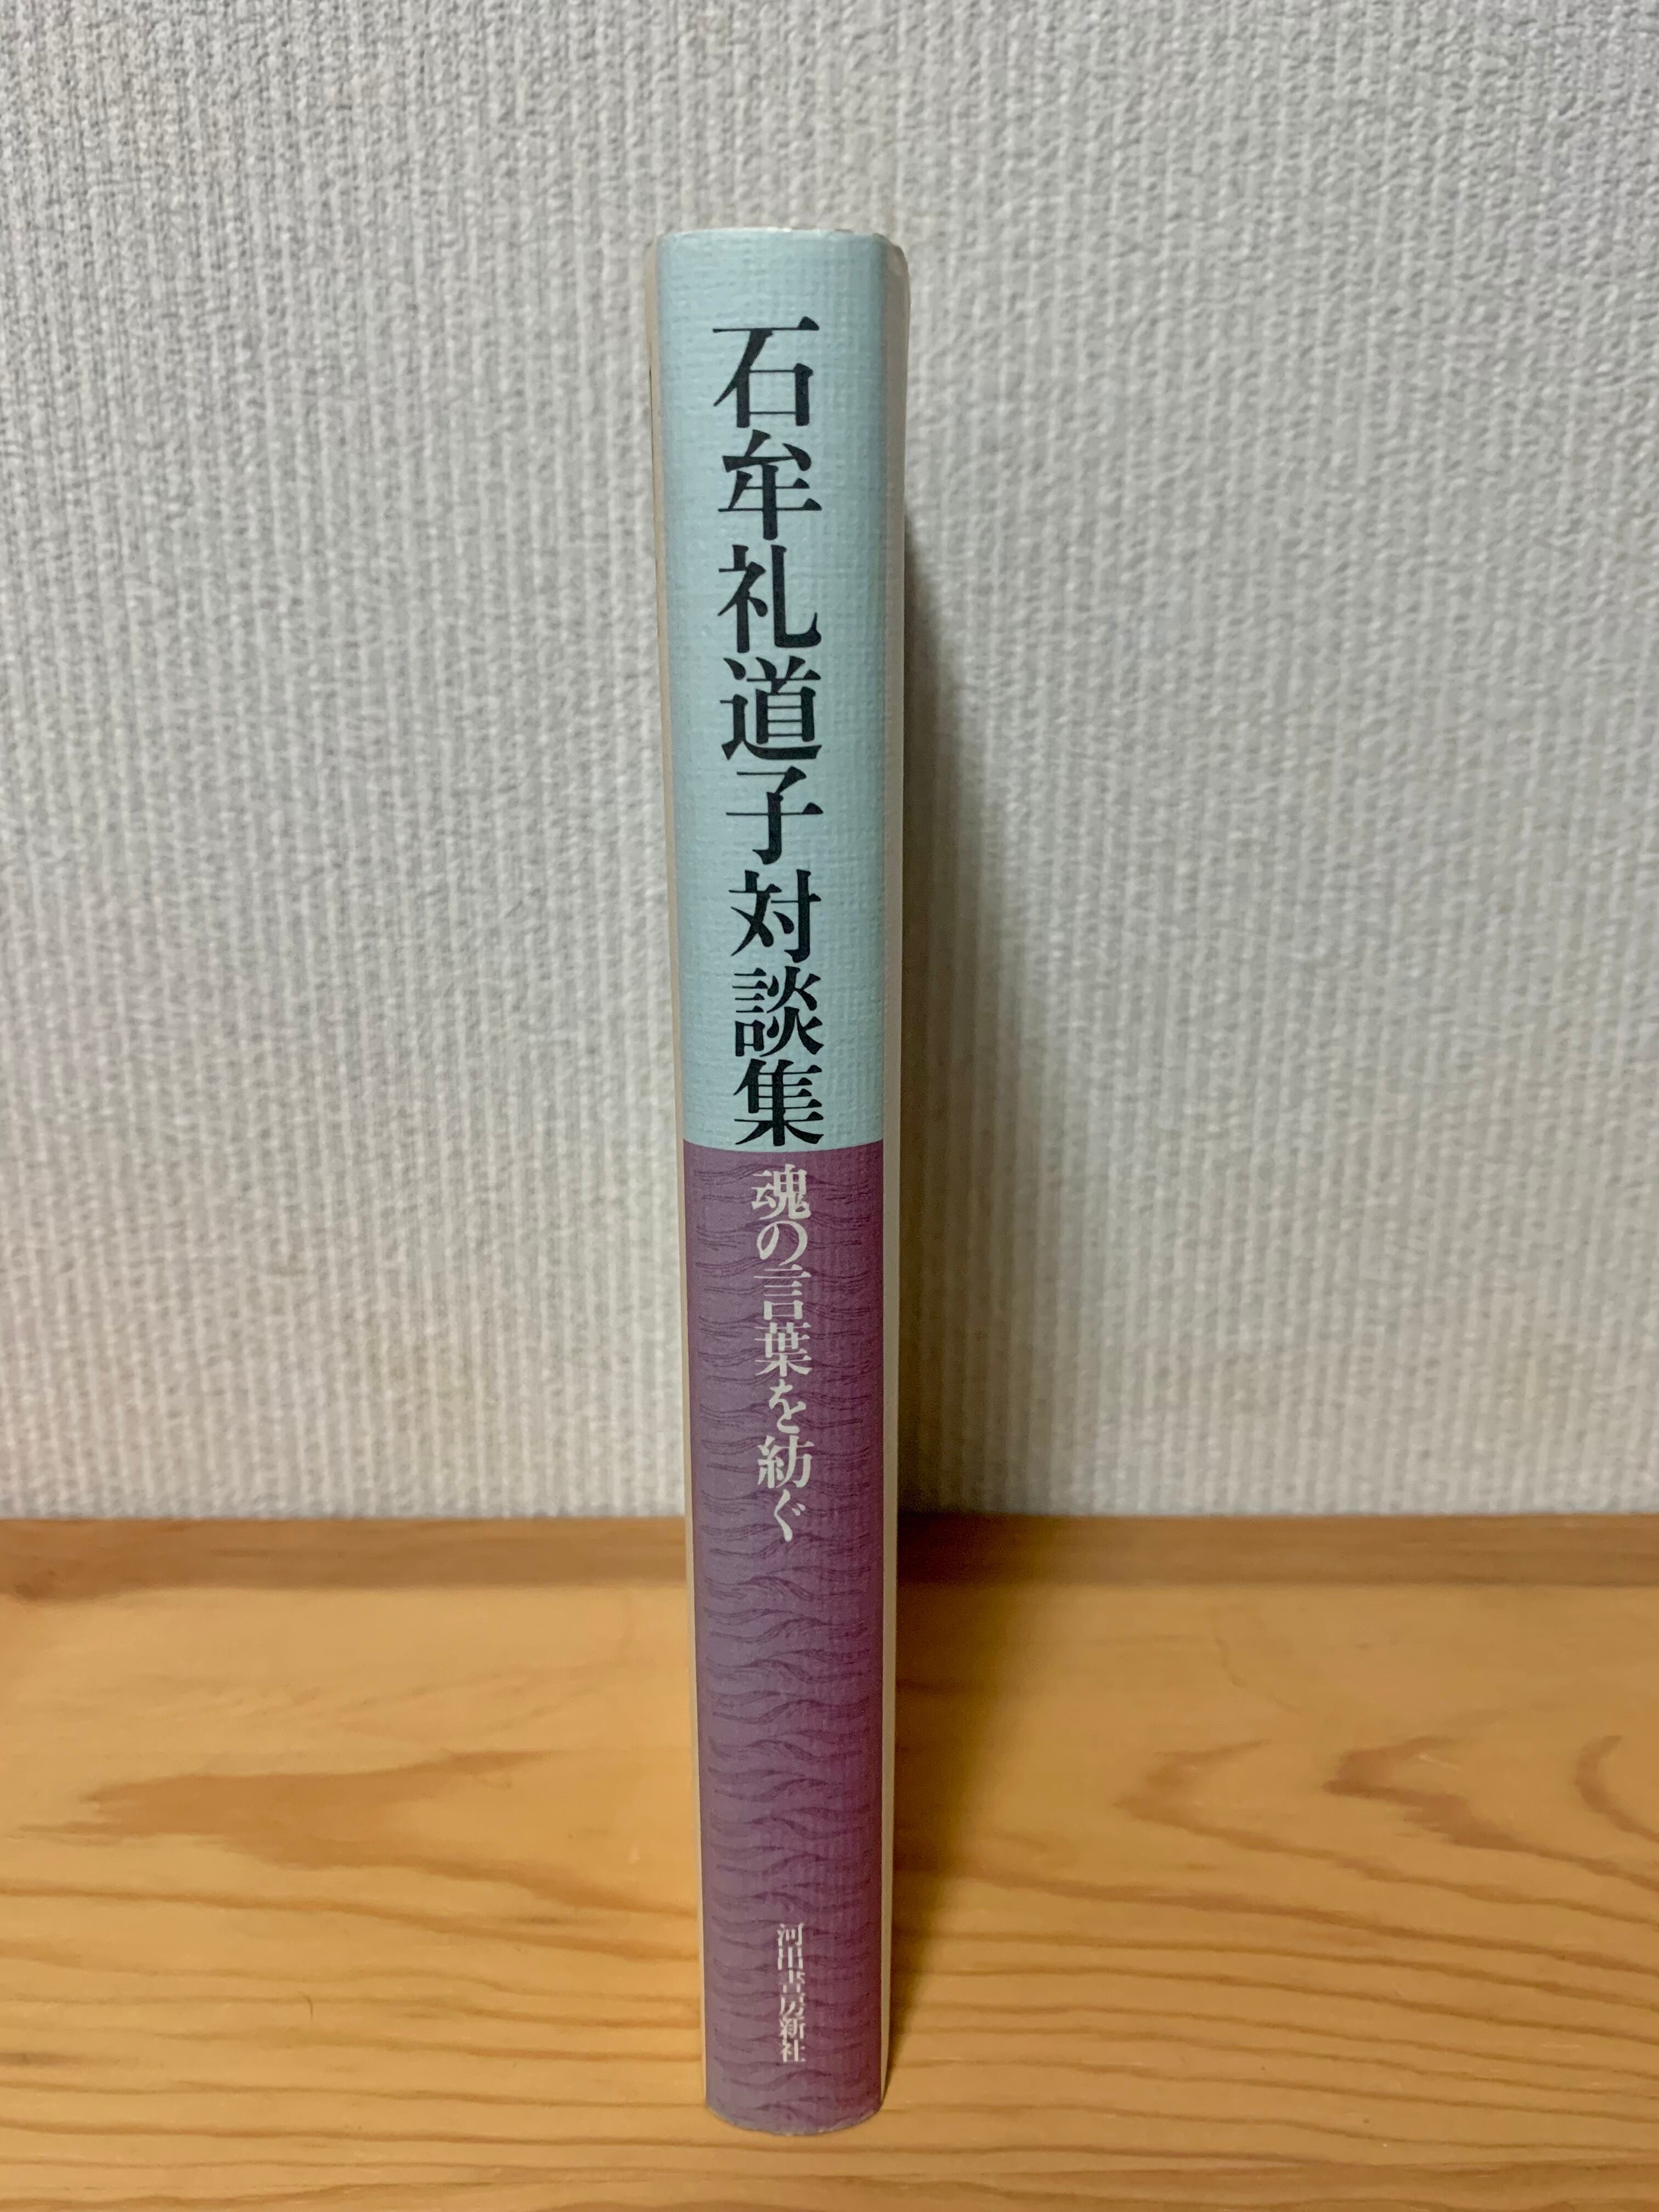 石牟礼道子対談集
魂の言葉を紡ぐ
河出書房新社